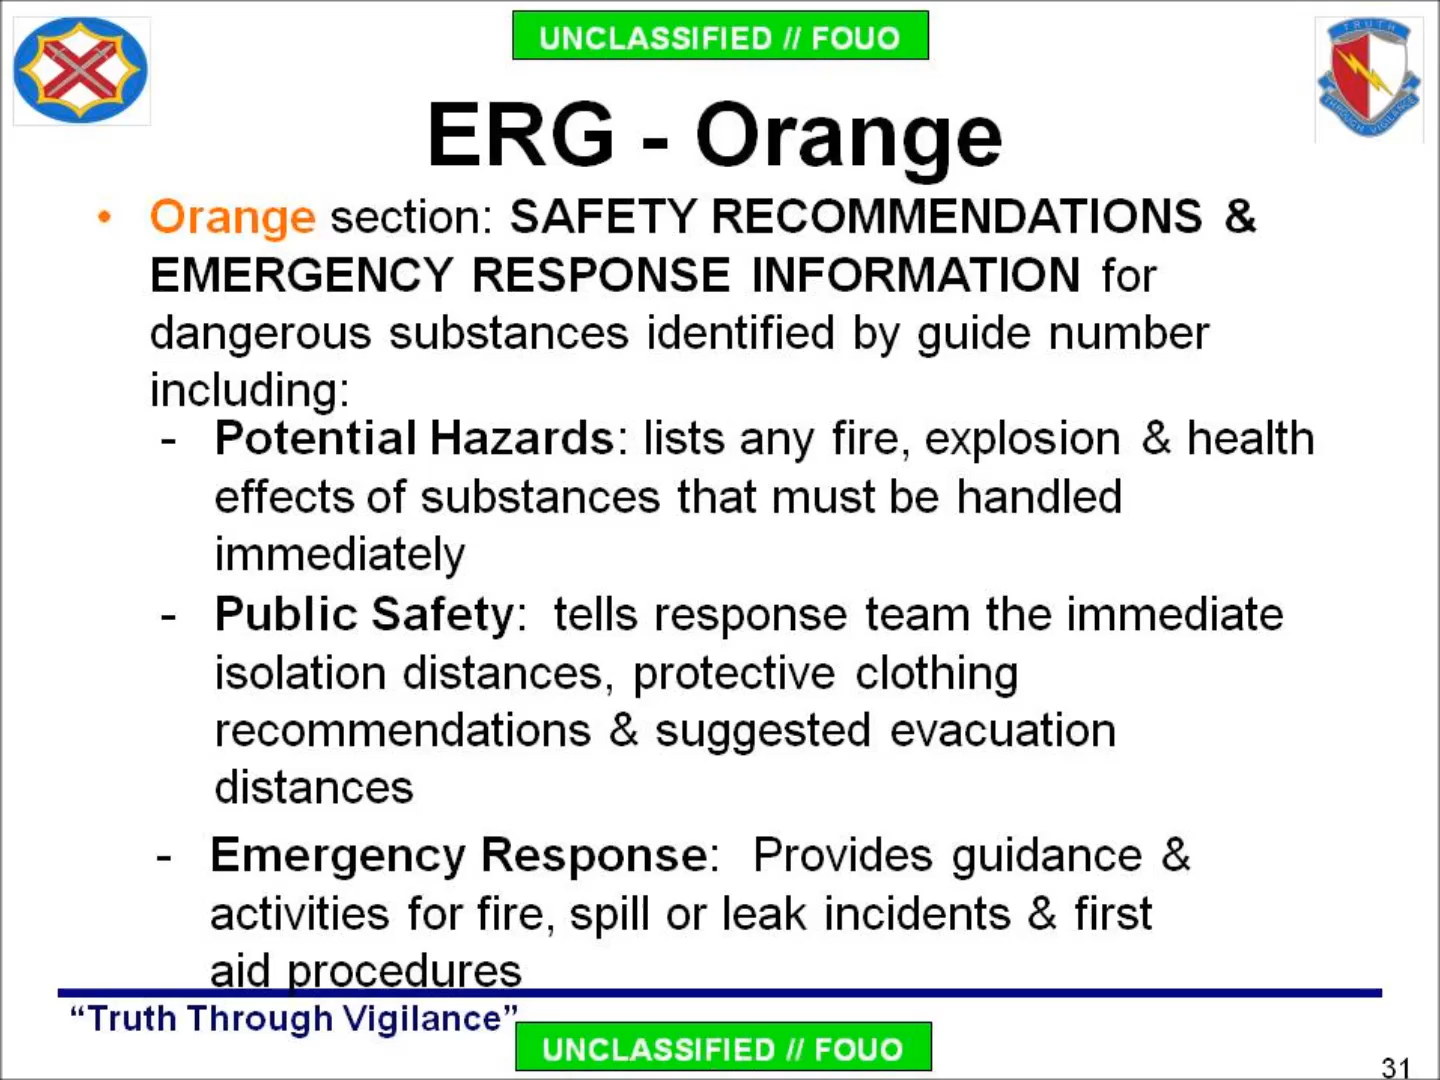 UNCLASSIFIED // FOUO
TRUTH
THROUGH VIGILANCE
ERG - Orange
• Orange section: SAFETY RECOMMENDATIONS &
EMERGENCY RESPONSE INFORMATION for
dangerous substances identified by guide number
including:
- Potential Hazards: lists any fire, explosion & health
effects of substances that must be handled
immediately
- Public Safety: tells response team the immediate
isolation distances, protective clothing
recommendations & suggested evacuation
distances
- Emergency Response: Provides guidance &
activities for fire, spill or leak incidents & first
aid procedures
“Truth Through Vigilance”
UNCLASSIFIED // FOUO
31